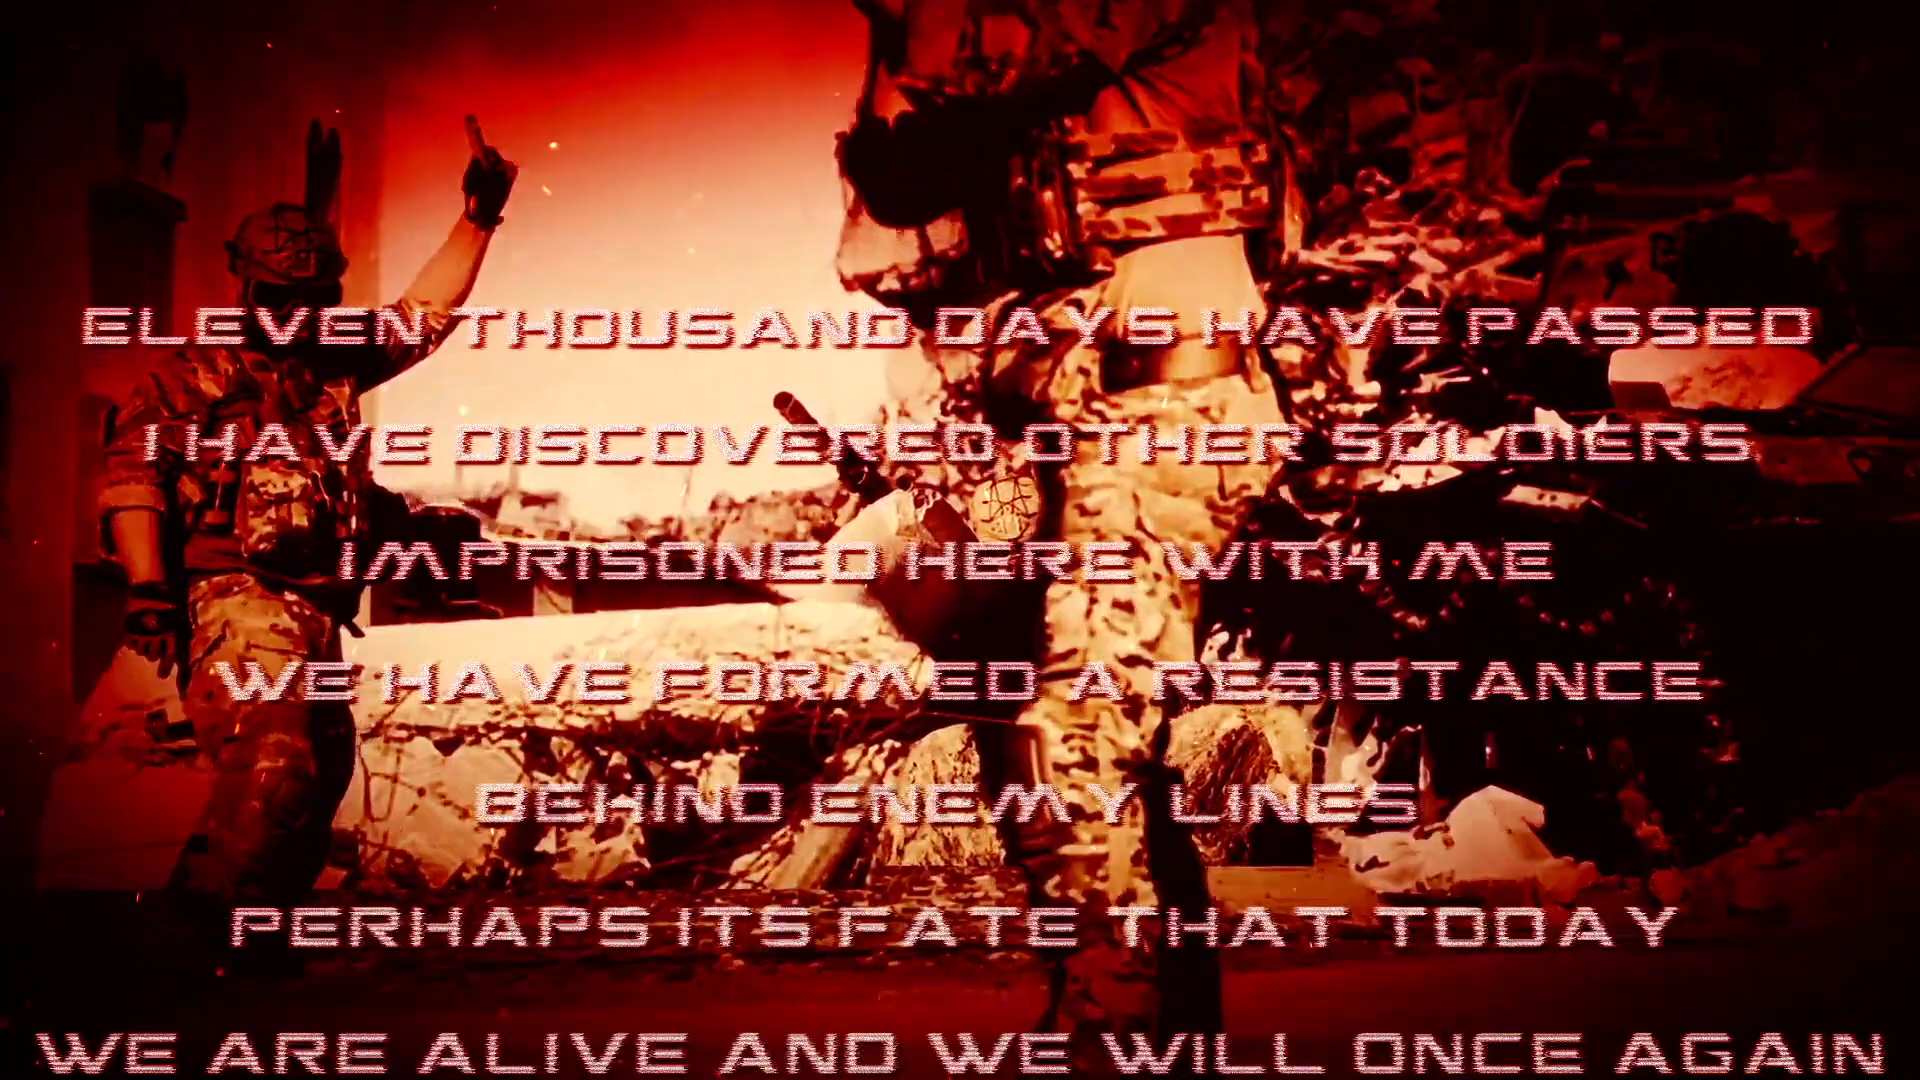 ELEVEN THOUSAND DAYS HAVE PASSED
I HAVE DISCOVERED OTHER SOLDIERS
IMPRISONED HERE WITH ME
WE HAVE FORMED A RESISTANCE
BEHIND ENEMY LINES
PERHAPS ITS FATE THAT TODAY
WE ARE ALIVE AND WE WILL ONCE AGAIN